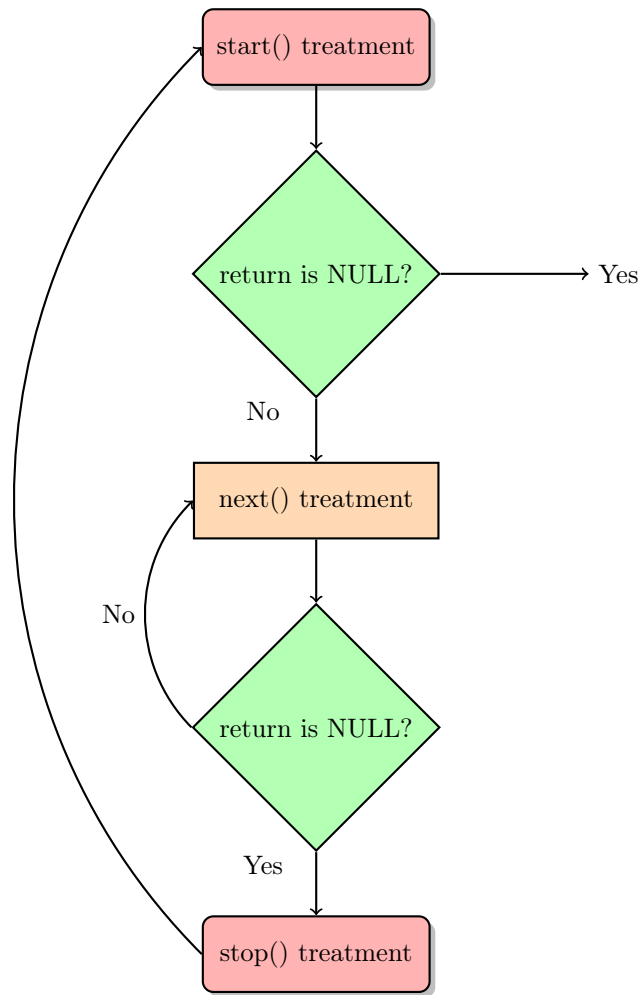 start() treatment
return is NULL?
Yes
No
next() treatment
No
return is NULL?
Yes
stop() treatment